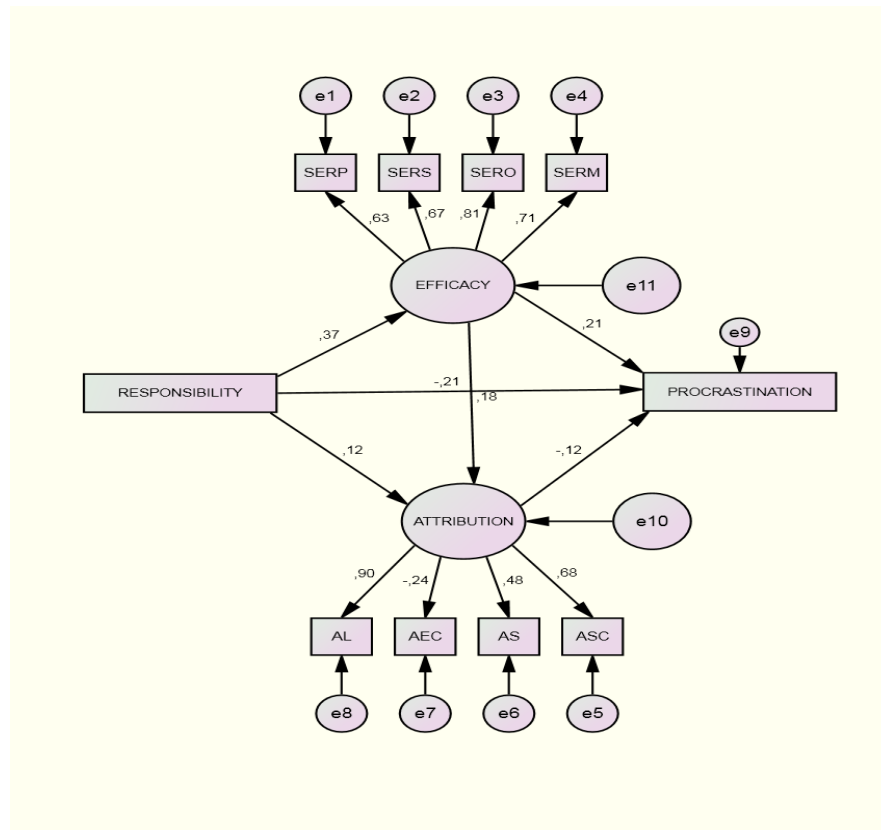 e1 e2 e3 e4
SERP SERS SERO SERM
,63 ,67 ,81 ,71
EFFICACY e11
,37 ,21 e9
RESPONSIBILITY -,21 ,18 PROCRASTINATION
,12 -,12
ATTRIBUTION e10
,90 -,24 ,48 ,68
AL AEC AS ASC
e8 e7 e6 e5